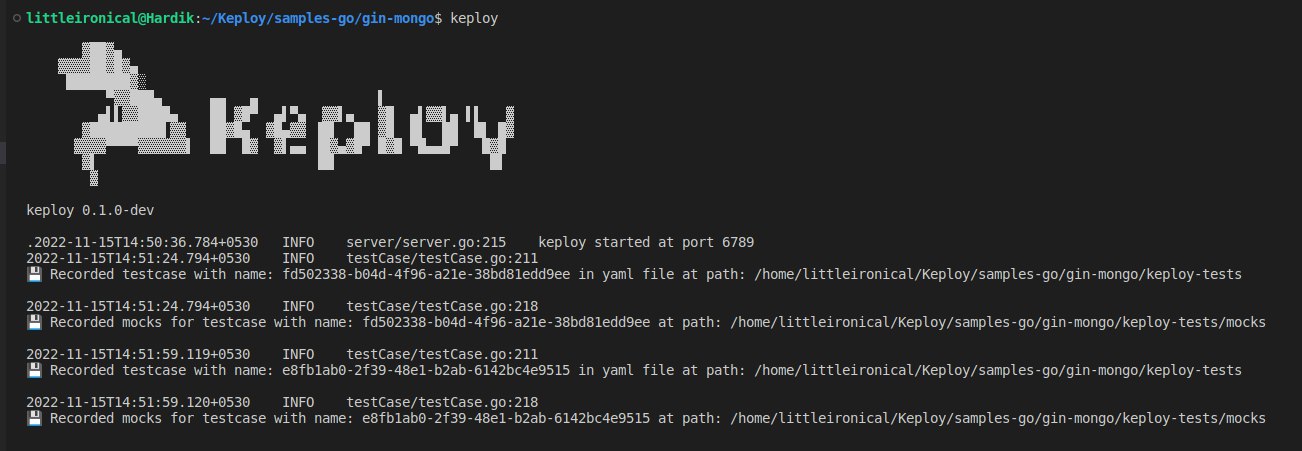 littleironical@Hardik:~/Keploy/samples-go/gin-mongo$ keploy
Keploy
keploy 0.1.0-dev
.2022-11-15T14:50:36.784+0530 INFO server/server.go:215 keploy started at port 6789
2022-11-15T14:51:24.794+0530 INFO testCase/testCase.go:211
💾 Recorded testcase with name: fd502338-b04d-4f96-a21e-38bd81edd9ee in yaml file at path: /home/littleironical/Keploy/samples-go/gin-mongo/keploy-tests
2022-11-15T14:51:24.794+0530 INFO testCase/testCase.go:218
💾 Recorded mocks for testcase with name: fd502338-b04d-4f96-a21e-38bd81edd9ee at path: /home/littleironical/Keploy/samples-go/gin-mongo/keploy-tests/mocks
2022-11-15T14:51:59.119+0530 INFO testCase/testCase.go:211
💾 Recorded testcase with name: e8fb1ab0-2f39-48e1-b2ab-6142bc4e9515 in yaml file at path: /home/littleironical/Keploy/samples-go/gin-mongo/keploy-tests
2022-11-15T14:51:59.120+0530 INFO testCase/testCase.go:218
💾 Recorded mocks for testcase with name: e8fb1ab0-2f39-48e1-b2ab-6142bc4e9515 at path: /home/littleironical/Keploy/samples-go/gin-mongo/keploy-tests/mocks